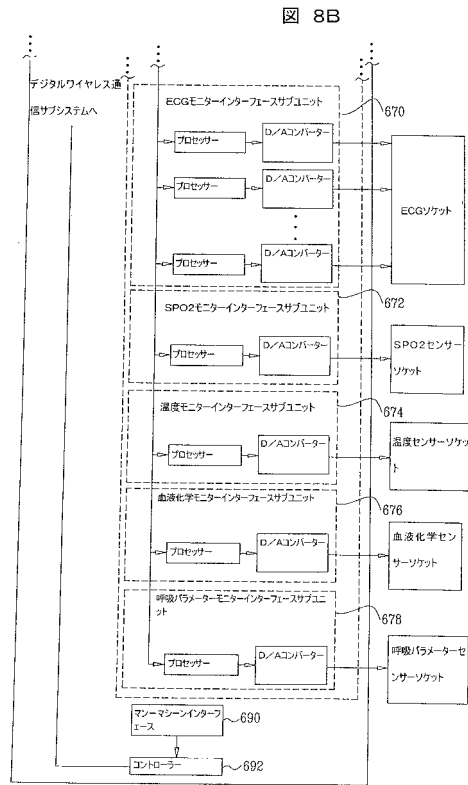 図 8B
デジタルワイヤレス通
信サブシステムへ
ECGモニターインターフェースサブユニット
670
プロセッサー
D/Aコンバーター
プロセッサー
D/Aコンバーター
ECGソケット
プロセッサー
D/Aコンバーター
672
SPO2モニターインターフェースサブユニット
プロセッサー
D/Aコンバーター
SPO2センサー
ソケット
温度モニターインターフェースサブユニット
674
プロセッサー
D/Aコンバーター
温度センサーソケッ
ト
血液化学モニターインターフェースサブユニット
676
プロセッサー
D/Aコンバーター
血液化学セン
サーソケット
呼吸パラメーターモニターインターフェースサブユニ
ット
678
プロセッサー
D/Aコンバーター
呼吸パラメーターセ
ンサーソケット
マンーマシーンインターフ
ェース
690
コントローラー
692